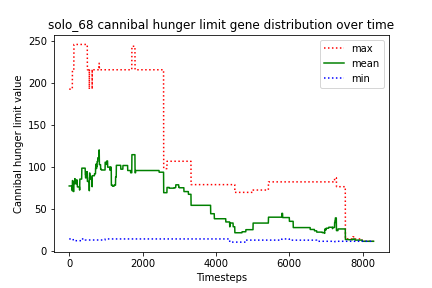 solo_68 cannibal hunger limit gene distribution over time
Cannibal hunger limit value
250
200
150
100
50
0
max
mean
min
0
2000
4000
6000
8000
Timesteps